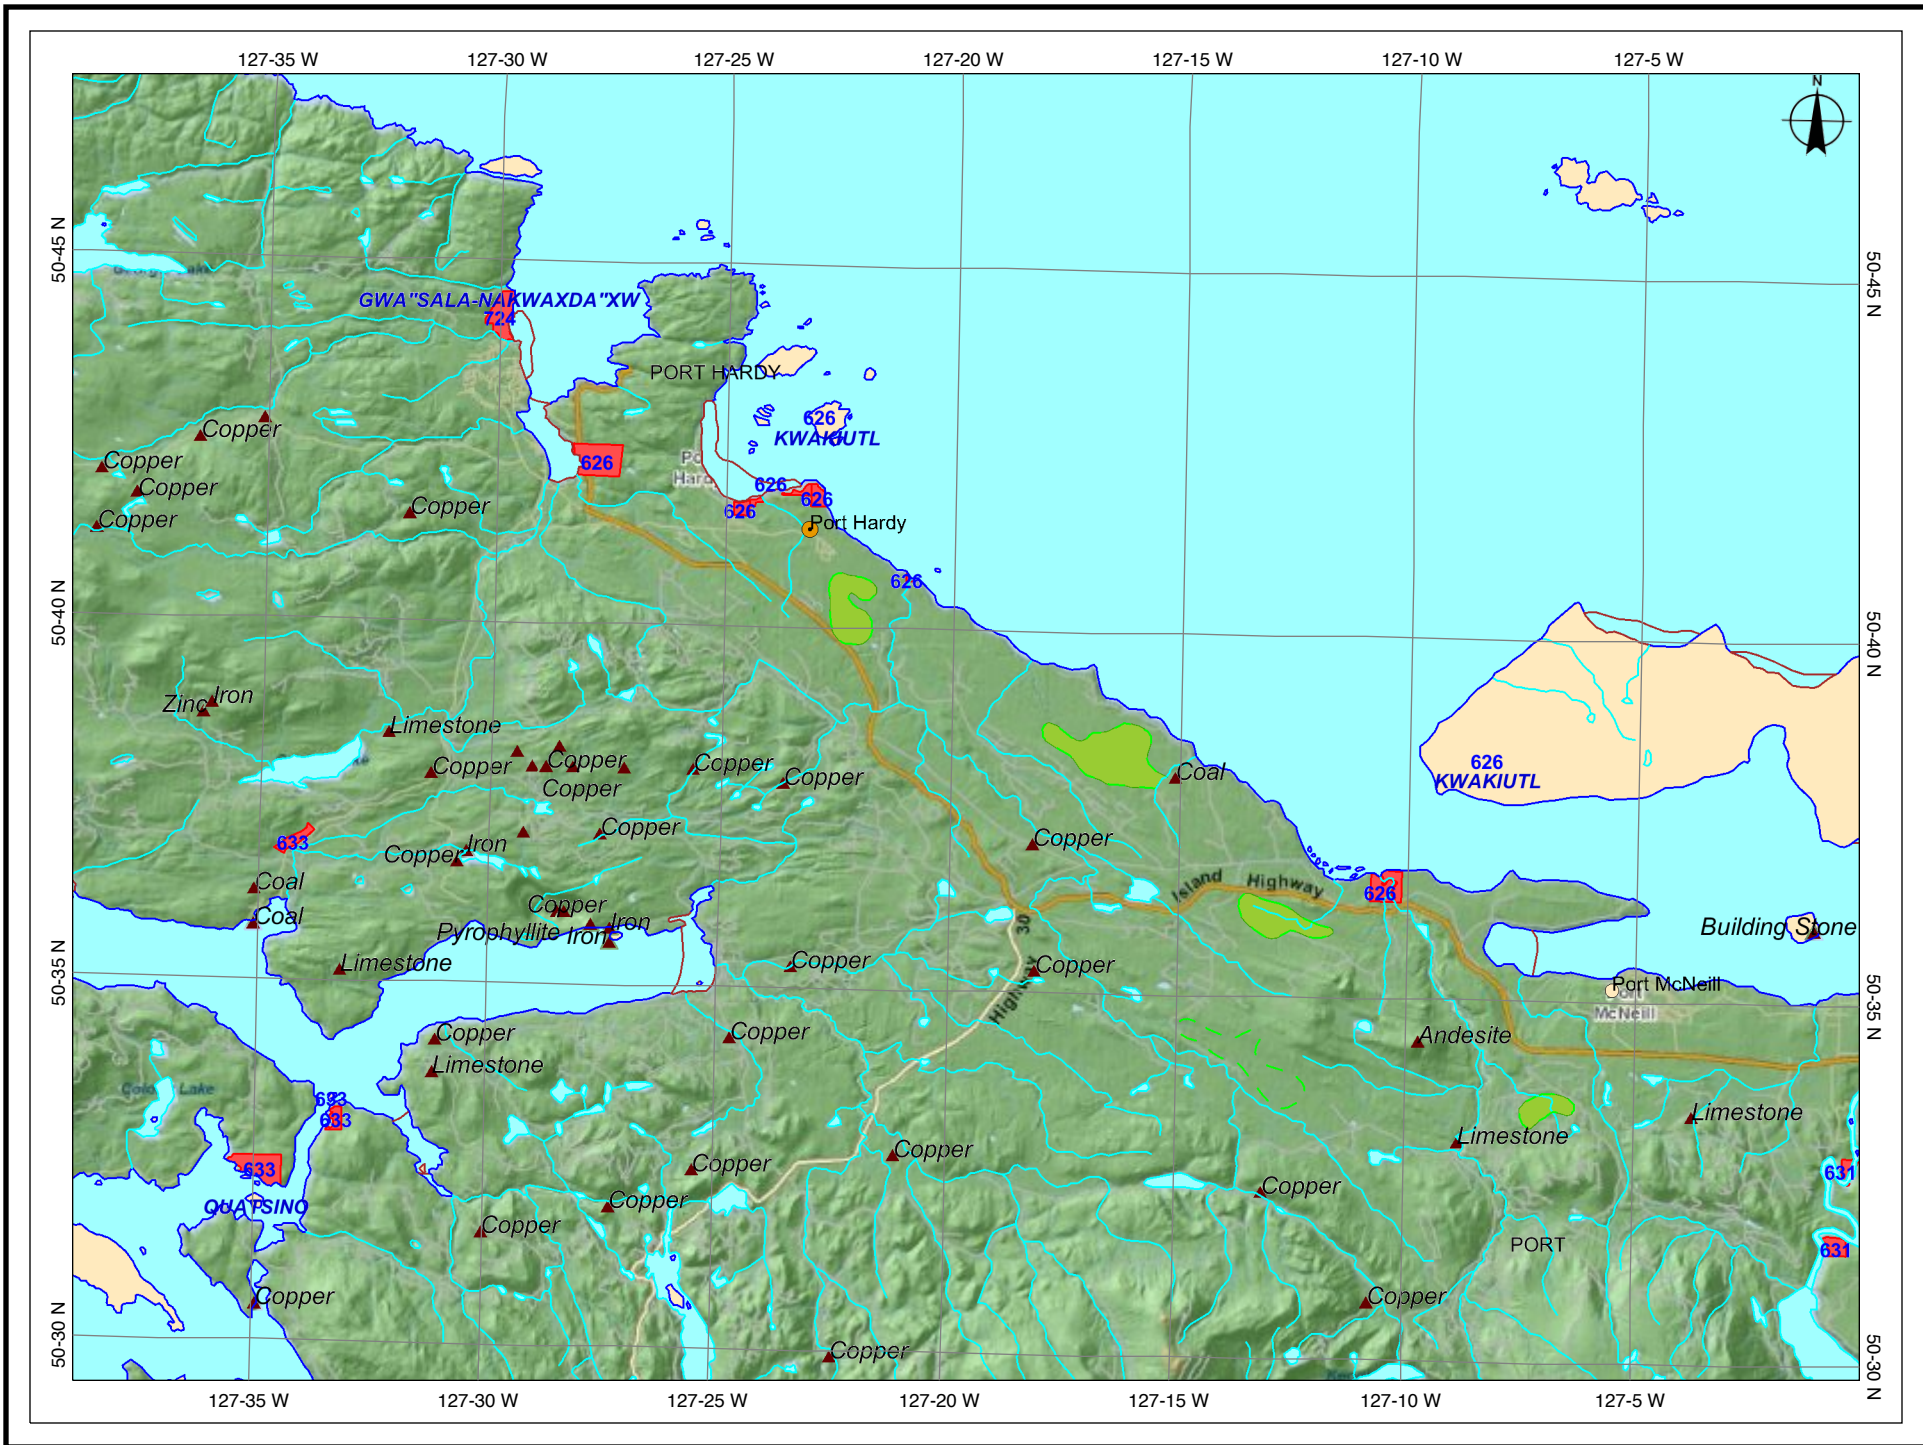 127-35 W
127-30 W
127-25 W
127-20 W
127-15 W
127-10 W
127-5 W
N
50-45 N
50-45 N
GWA"SALA-NAKWAXDA"XW
724
PORT HARDY
626
KWAKIUTL
Copper
Copper
Copper
Copper
Copper
626
Port
Hardy
626
626
626
Port Hardy
626
50-40 N
50-40 N
Zinc
Iron
Limestone
Copper
Copper
Copper
Copper
Copper
626
KWAKIUTL
Coal
633
Copper
Iron
Copper
Copper
Coal
Coal
Copper
Pyrophyllite
Iron
Iron
Island
Highway
626
30
Highway
Building Stone
50-35 N
50-35 N
Limestone
Copper
Copper
Port McNeill
Port
McNeill
Copper
Limestone
Copper
Andesite
Limestone
Limestone
633
633
QUATSINO
Copper
Copper
Copper
Copper
Copper
631
PORT
631
Copper
Copper
Copper
50-30 N
50-30 N
127-35 W
127-30 W
127-25 W
127-20 W
127-15 W
127-10 W
127-5 W